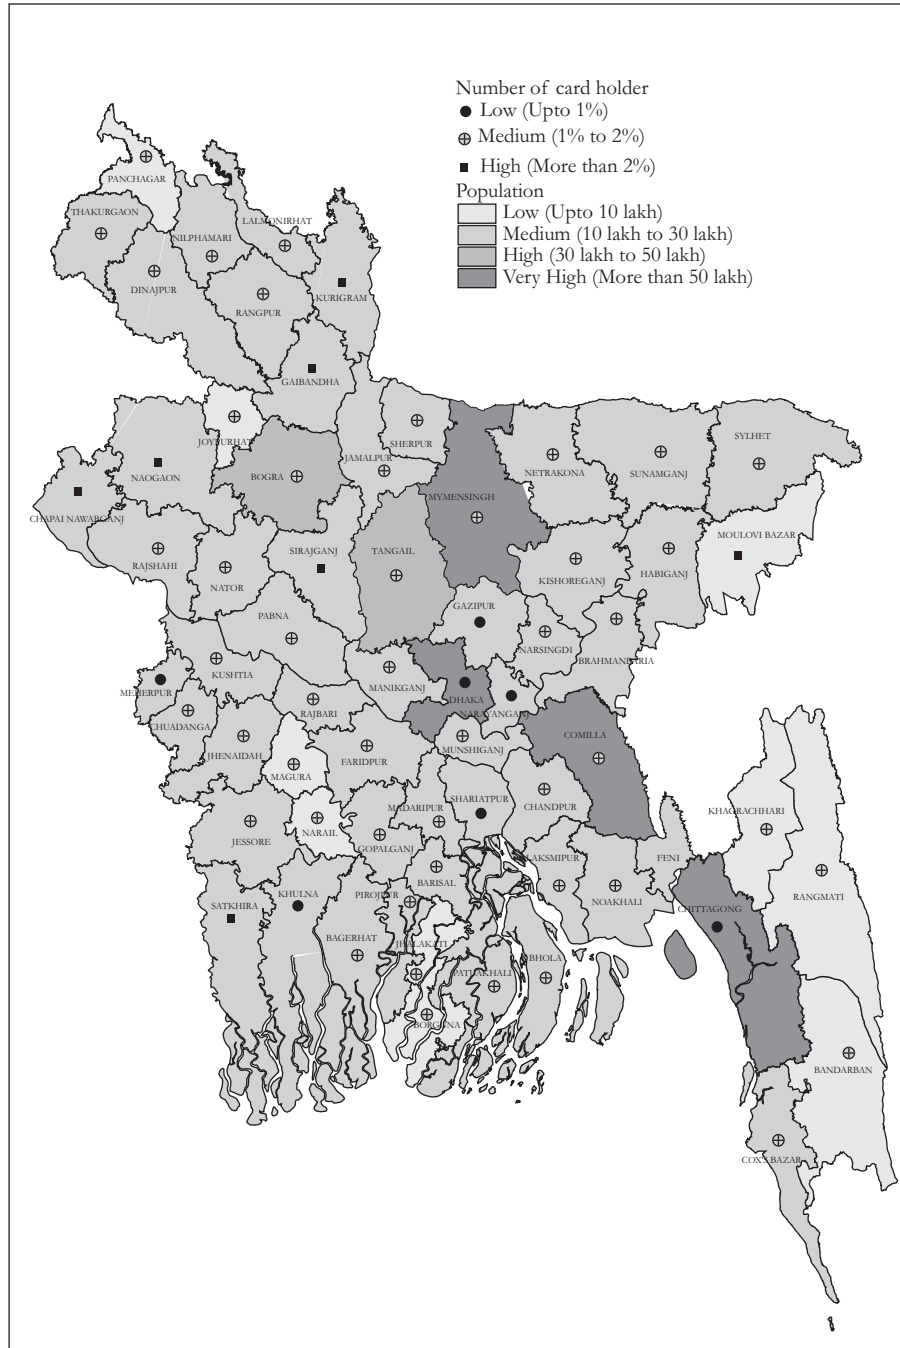 Number of card holder
Low (Upto 1%)
Medium (1% to 2%)
High (More than 2%)
Population
Low (Upto 10 lakh)
Medium (10 lakh to 30 lakh)
High (30 lakh to 50 lakh)
Very High (More than 50 lakh)
PANCHAGAR
THAKURGAON
LALMONIRHAT
NILPHAMARI
DINAJPUR
KURIGRAM
RANGPUR
GAIBANDHA
JOYPURHAT
SHERPUR
SYLHET
JAMALPUR
NETRAKONA
SUNAMGANJ
NAOGAON
BOGRA
MYMENSINGH
CHAPAI NAWABGANJ
MOULOVI BAZAR
RAJSHAHI
SIRAJGANJ
TANGAIL
KISHOREGANJ
HABIGANJ
NATOR
GAZIPUR
PABNA
NARSINGDI
BRAHMANBARIA
KUSHTIA
MEHERPUR
MANIKGANJ
DHAKA
NARAYANGANJ
RAJBARI
CHUADANGA
COMILLA
JHENAIDAH
FARIDPUR
MUNSHIGANJ
MAGURA
SHARIATPUR
MADARIPUR
CHANDPUR
KHAGRACHHARI
NARAIL
JESSORE
GOPALGANJ
LAKSMIPUR
FENI
BARISAL
KHULNA
PIROJPUR
RANGMATI
SATKHIRA
NOAKHALI
CHITTAGONG
BAGERHAT
JHALAKATI
BHOLA
PATUAKHALI
BORGUNA
BANDARBAN
COX'S BAZAR